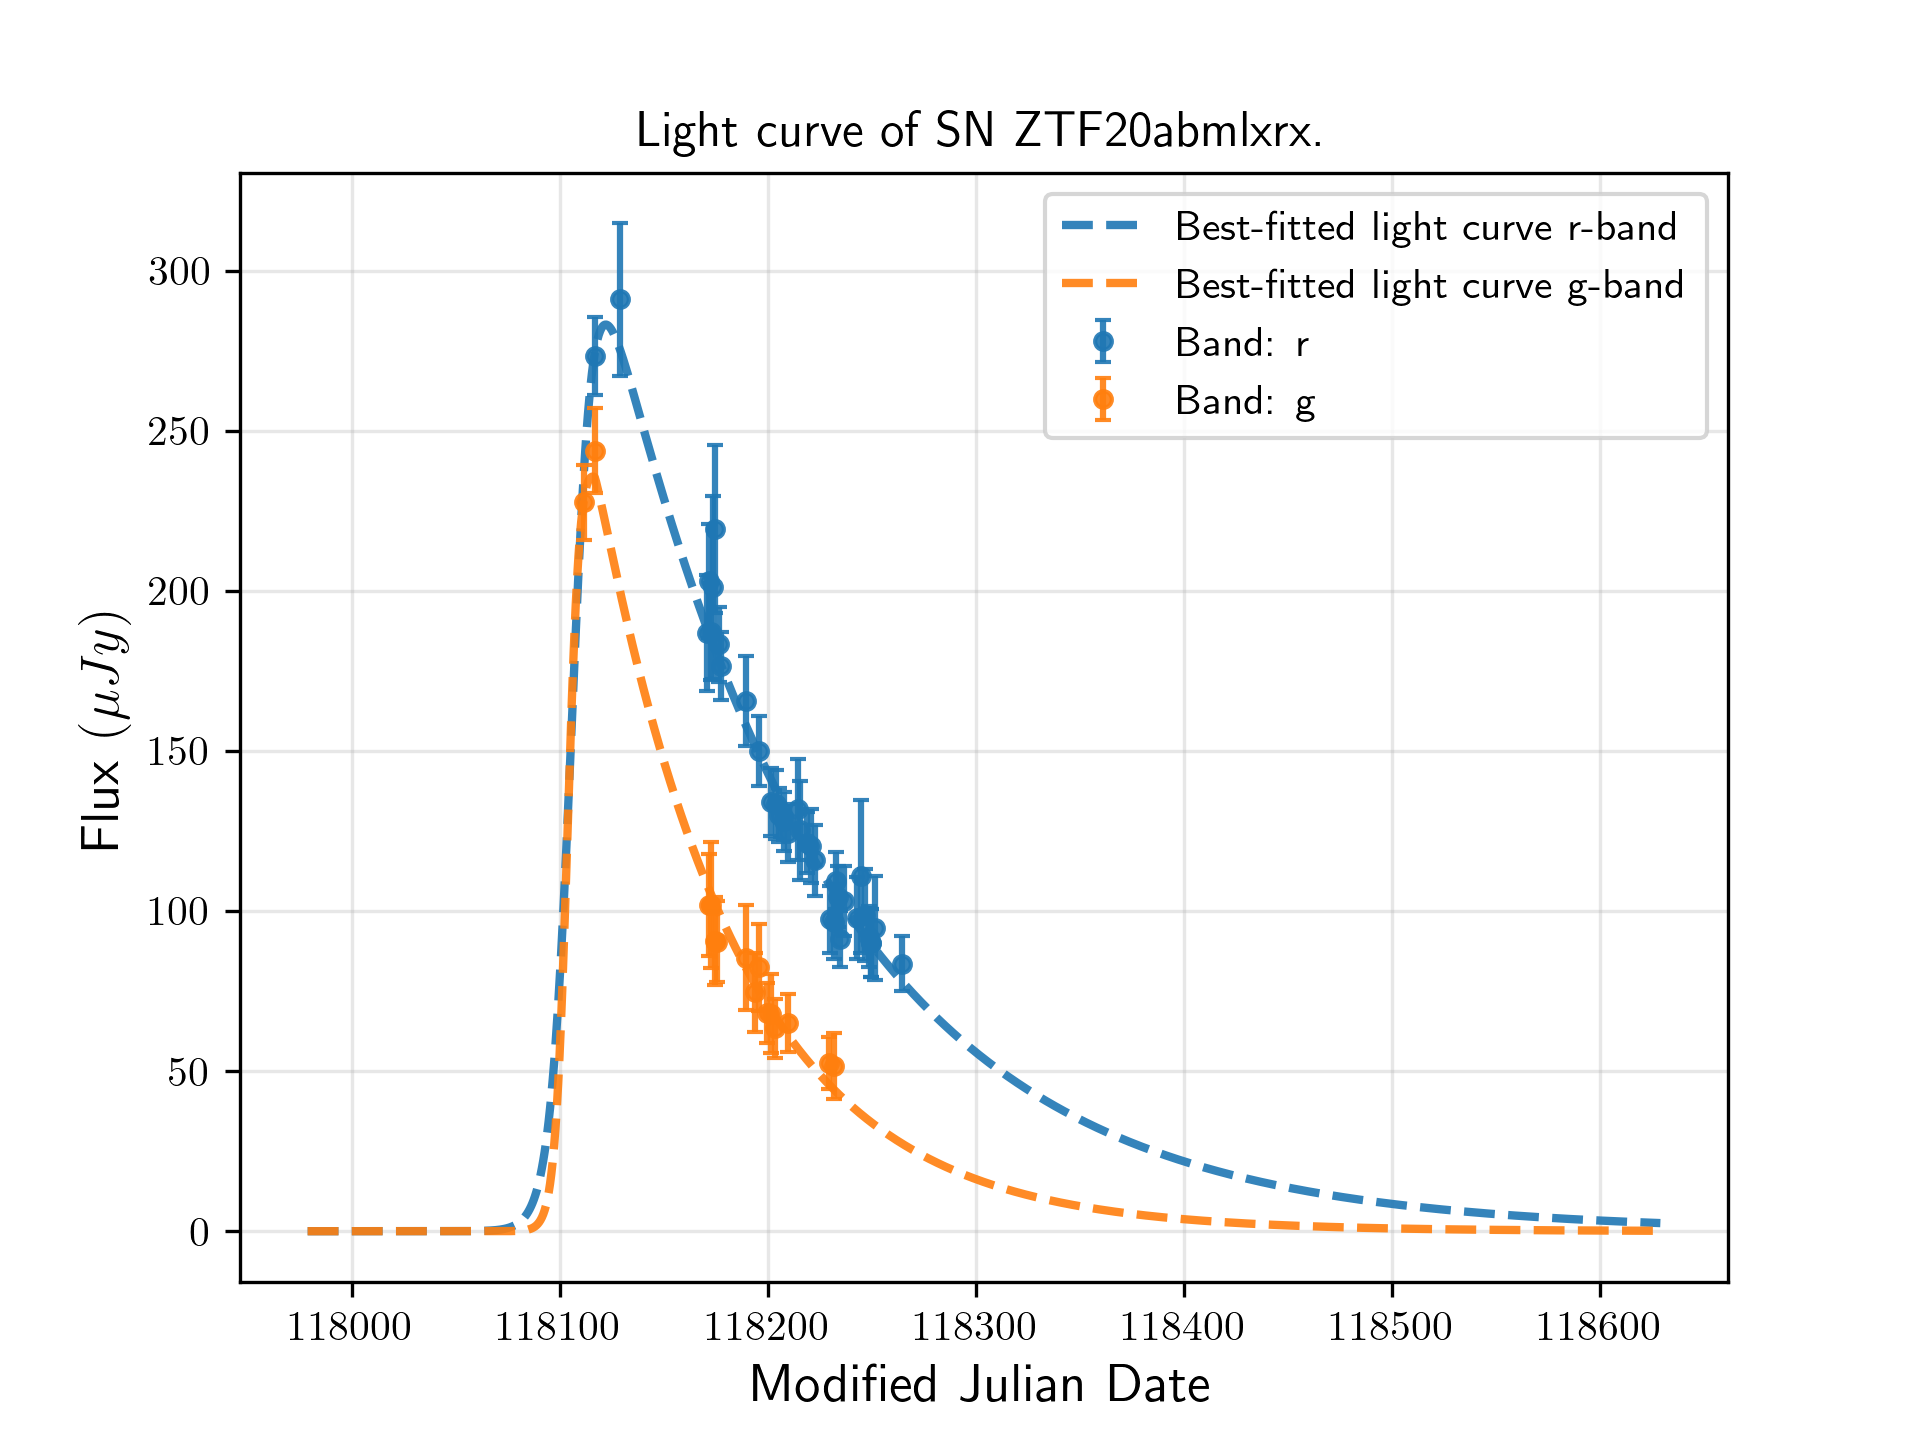 Light curve of SN ZTF20abmlxrx.
Best-fitted light curve r-band
Best-fitted light curve g-band
Band: r
Band: g
Flux (μJy)
300
250
200
150
100
50
0
118000 118100 118200 118300 118400 118500 118600
Modified Julian Date